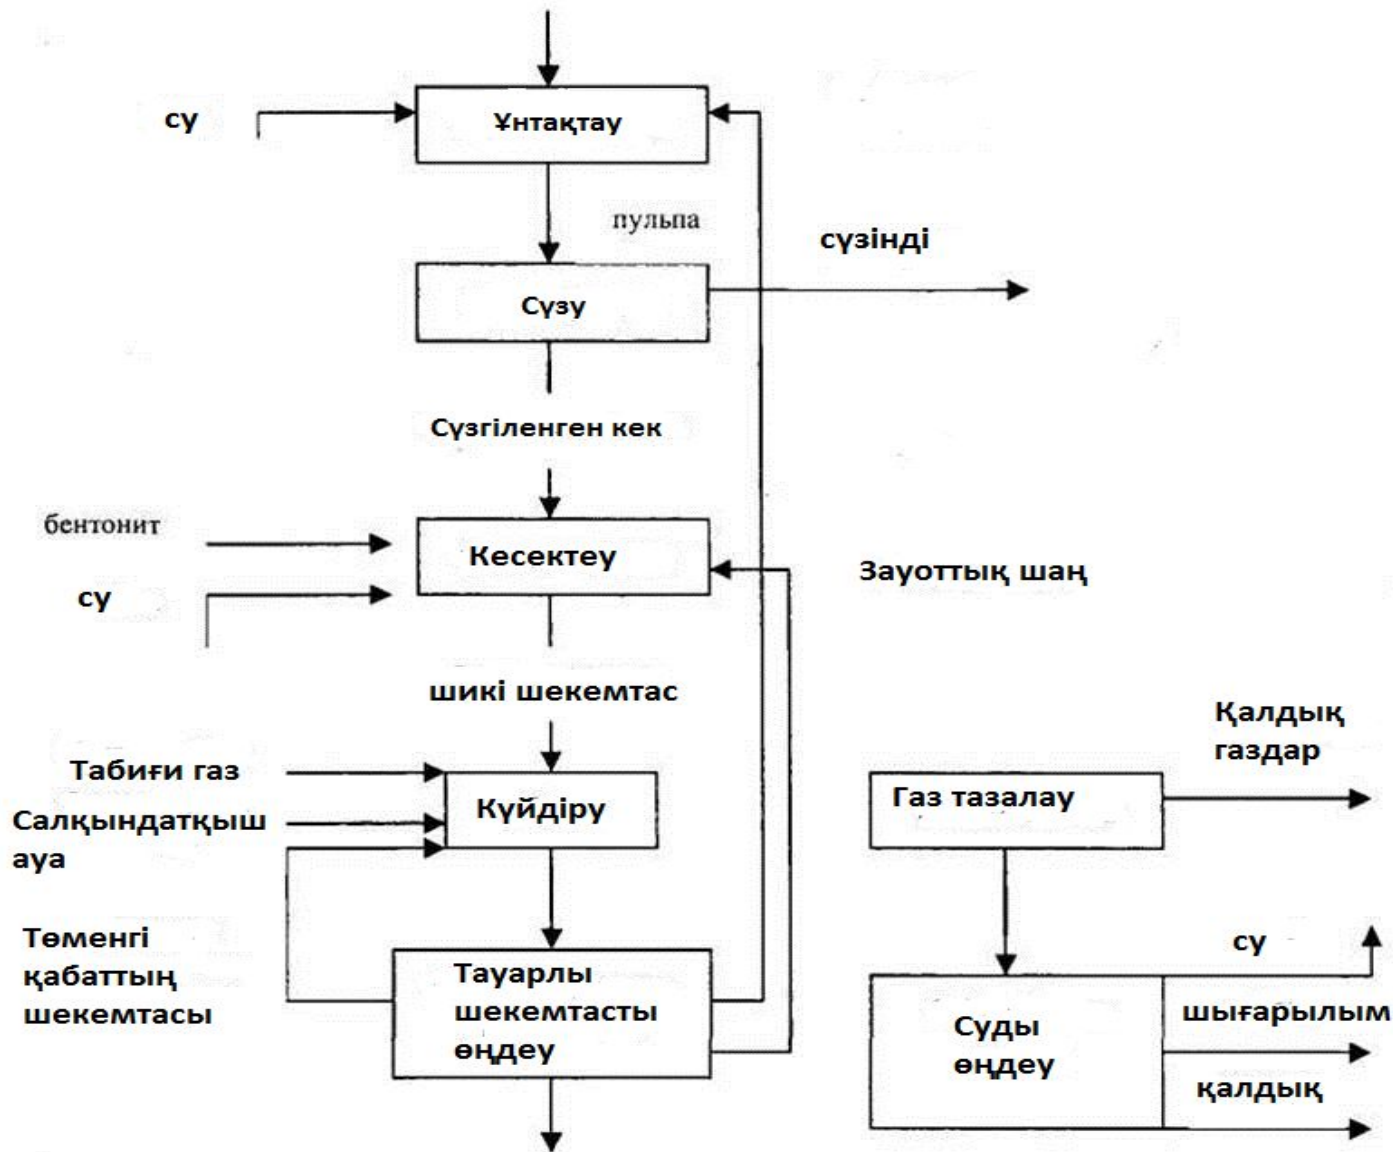 су
Ұнтақтау
пульпа
сүзінді
Сүзу
Сүзгіленген кек
бентонит
Кесектеу
Зауоттық шаң
су
шикі шекемтас
Қалдық
газдар
Табиғи газ
Күйдіру
Газ тазалау
Салқындатқыш
ауа
Төменгі
қабаттың
шекемтасы
Тауарлы
шекемтасты
өңдеу
су
Суды
өңдеу
шығарылым
қалдық